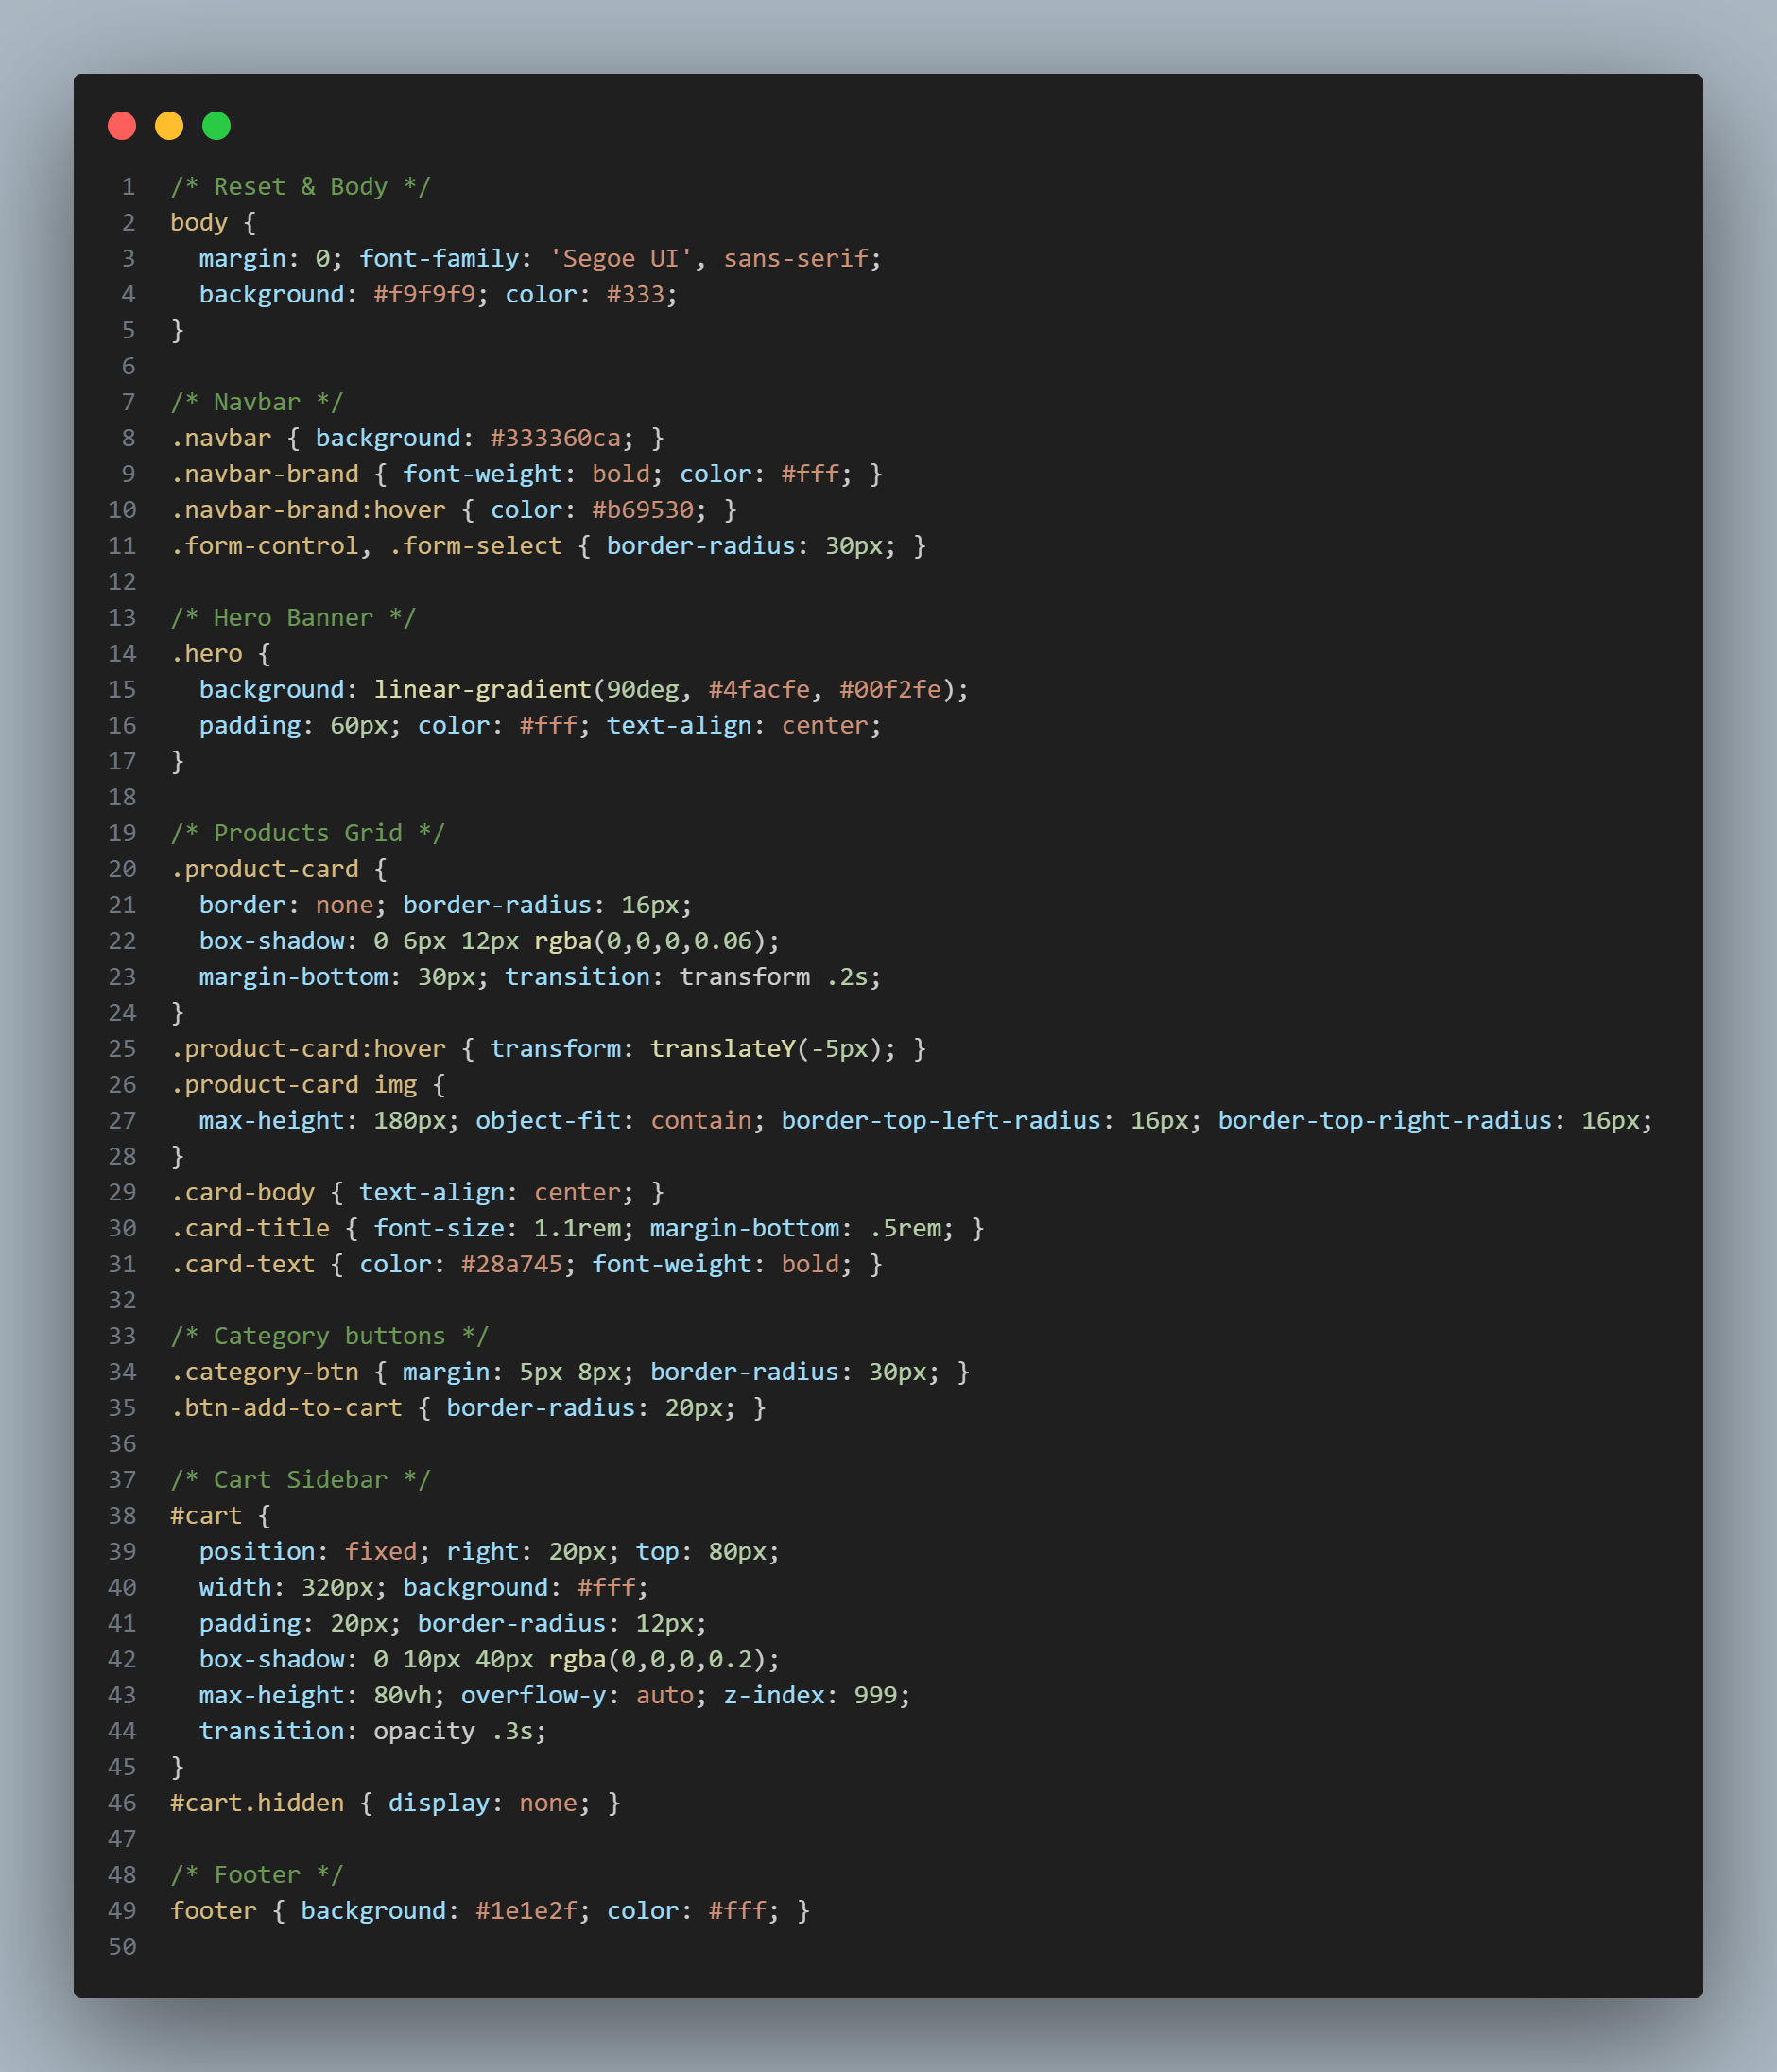 1 /* Reset & Body */
2 body {
3   margin: 0; font-family: 'Segoe UI', sans-serif;
4   background: #f9f9f9; color: #333;
5 }
6
7 /* Navbar */
8 .navbar { background: #333360ca; }
9 .navbar-brand { font-weight: bold; color: #fff; }
10 .navbar-brand:hover { color: #b69530; }
11 .form-control, .form-select { border-radius: 30px; }
12
13 /* Hero Banner */
14 .hero {
15   background: linear-gradient(90deg, #4facfe, #00f2fe);
16   padding: 60px; color: #fff; text-align: center;
17 }
18
19 /* Products Grid */
20 .product-card {
21   border: none; border-radius: 16px;
22   box-shadow: 0 6px 12px rgba(0,0,0,0.06);
23   margin-bottom: 30px; transition: transform .2s;
24 }
25 .product-card:hover { transform: translateY(-5px); }
26 .product-card img {
27   max-height: 180px; object-fit: contain; border-top-left-radius: 16px; border-top-right-radius: 16px;
28 }
29 .card-body { text-align: center; }
30 .card-title { font-size: 1.1rem; margin-bottom: .5rem; }
31 .card-text { color: #28a745; font-weight: bold; }
32
33 /* Category buttons */
34 .category-btn { margin: 5px 8px; border-radius: 30px; }
35 .btn-add-to-cart { border-radius: 20px; }
36
37 /* Cart Sidebar */
38 #cart {
39   position: fixed; right: 20px; top: 80px;
40   width: 320px; background: #fff;
41   padding: 20px; border-radius: 12px;
42   box-shadow: 0 10px 40px rgba(0,0,0,0.2);
43   max-height: 80vh; overflow-y: auto; z-index: 999;
44   transition: opacity .3s;
45 }
46 #cart.hidden { display: none; }
47
48 /* Footer */
49 footer { background: #1e1e2f; color: #fff; }
50